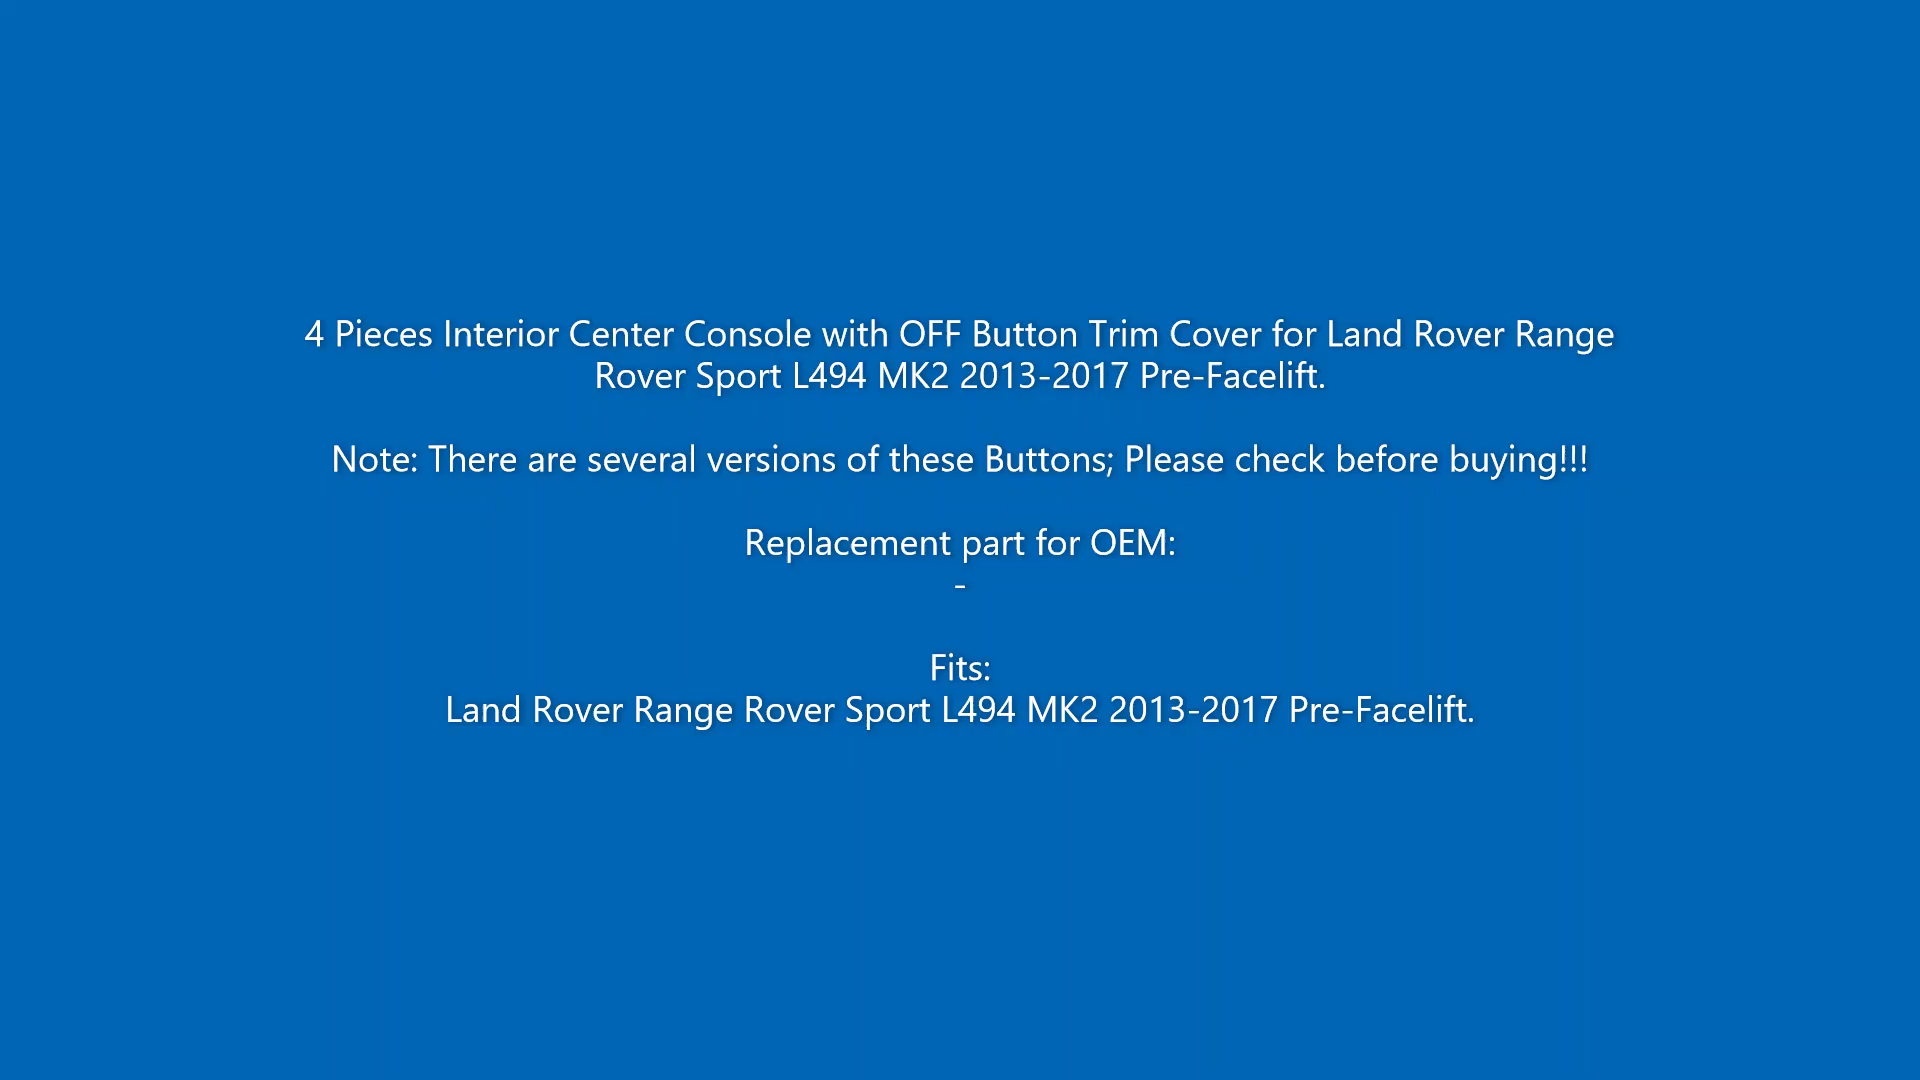 4 Pieces Interior Center Console with OFF Button Trim Cover for Land Rover Range
Rover Sport L494 MK2 2013-2017 Pre-Facelift.
Note: There are several versions of these Buttons; Please check before buying!!!
Replacement part for OEM:
-
Fits:
Land Rover Range Rover Sport L494 MK2 2013-2017 Pre-Facelift.